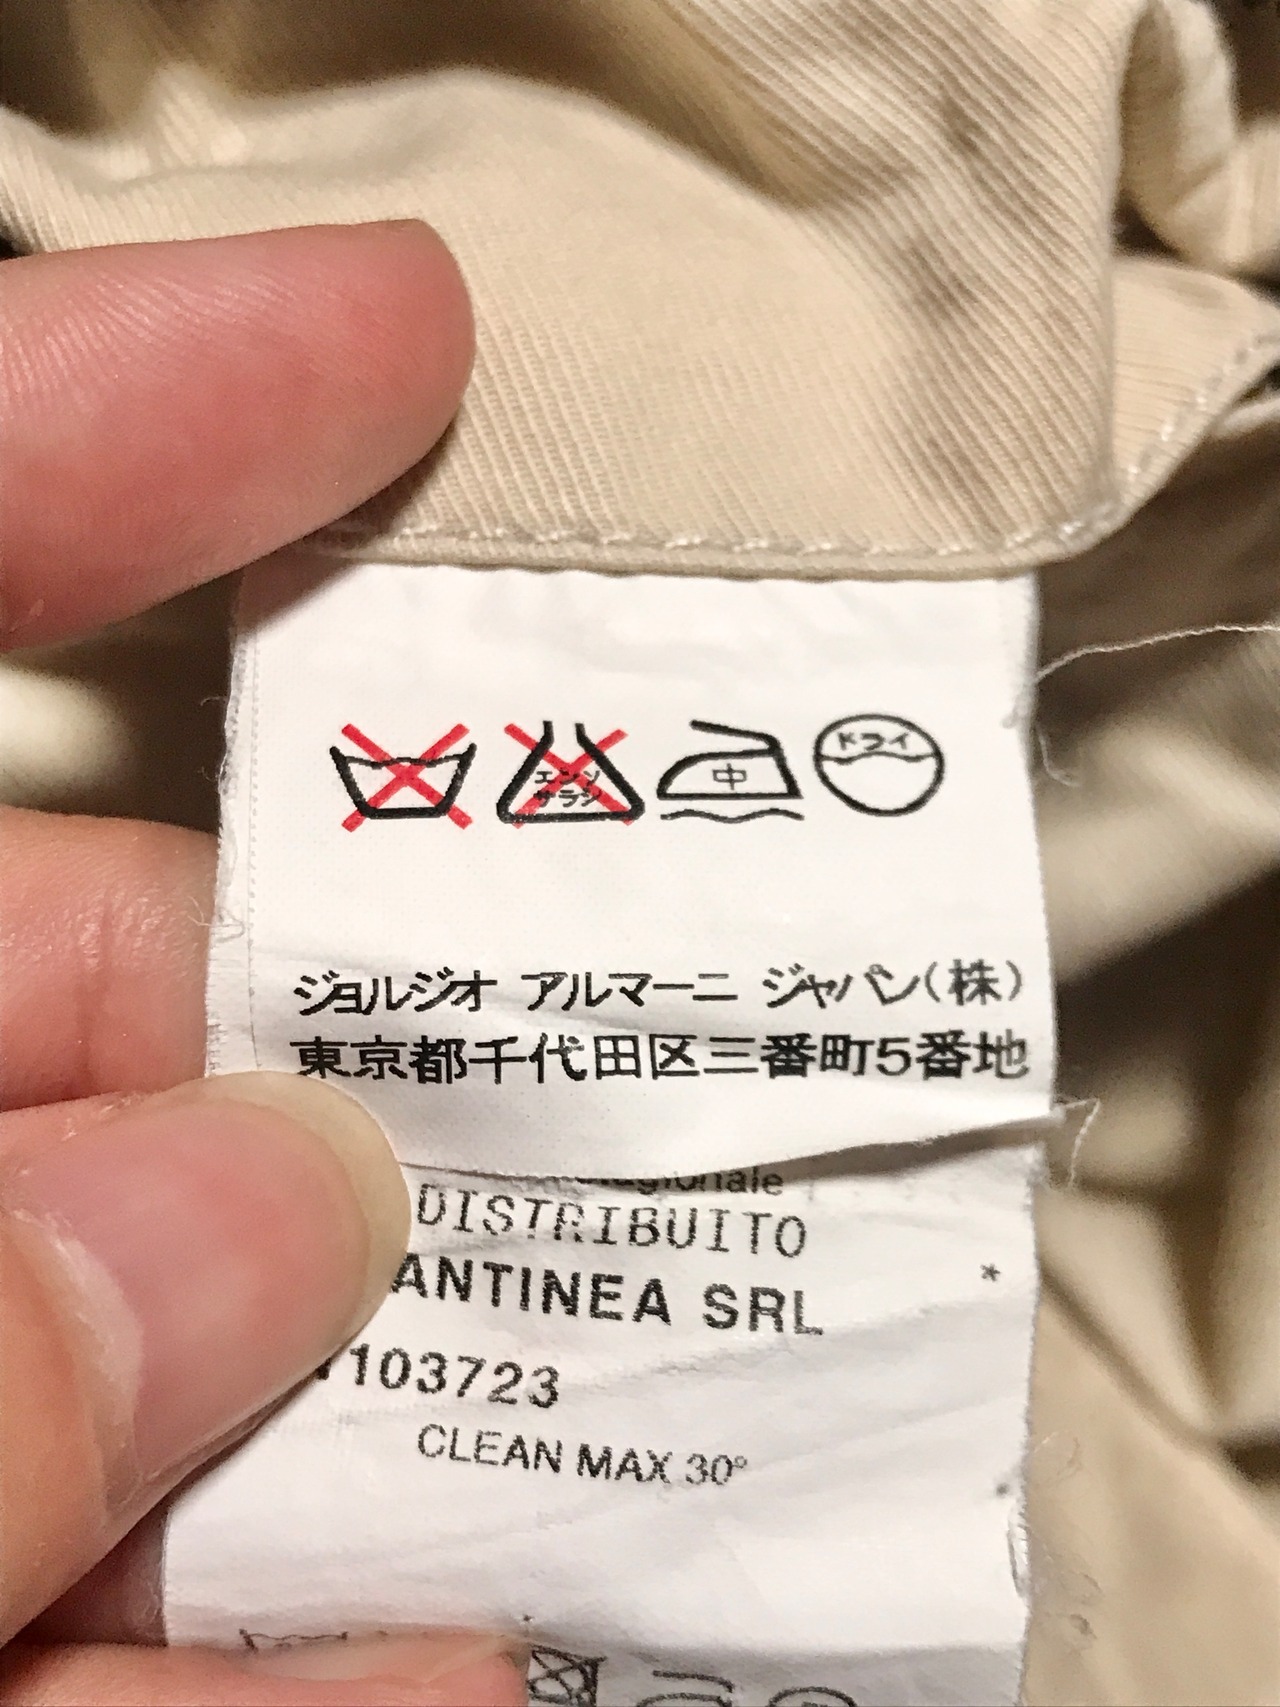 エンソ
サラシ
中
ドライ
ジョルジオ アルマーニ ジャパン(株)
東京都千代田区三番町5番地
DISTRIBUITO
ANTINEA SRL
103723
CLEAN MAX 30°